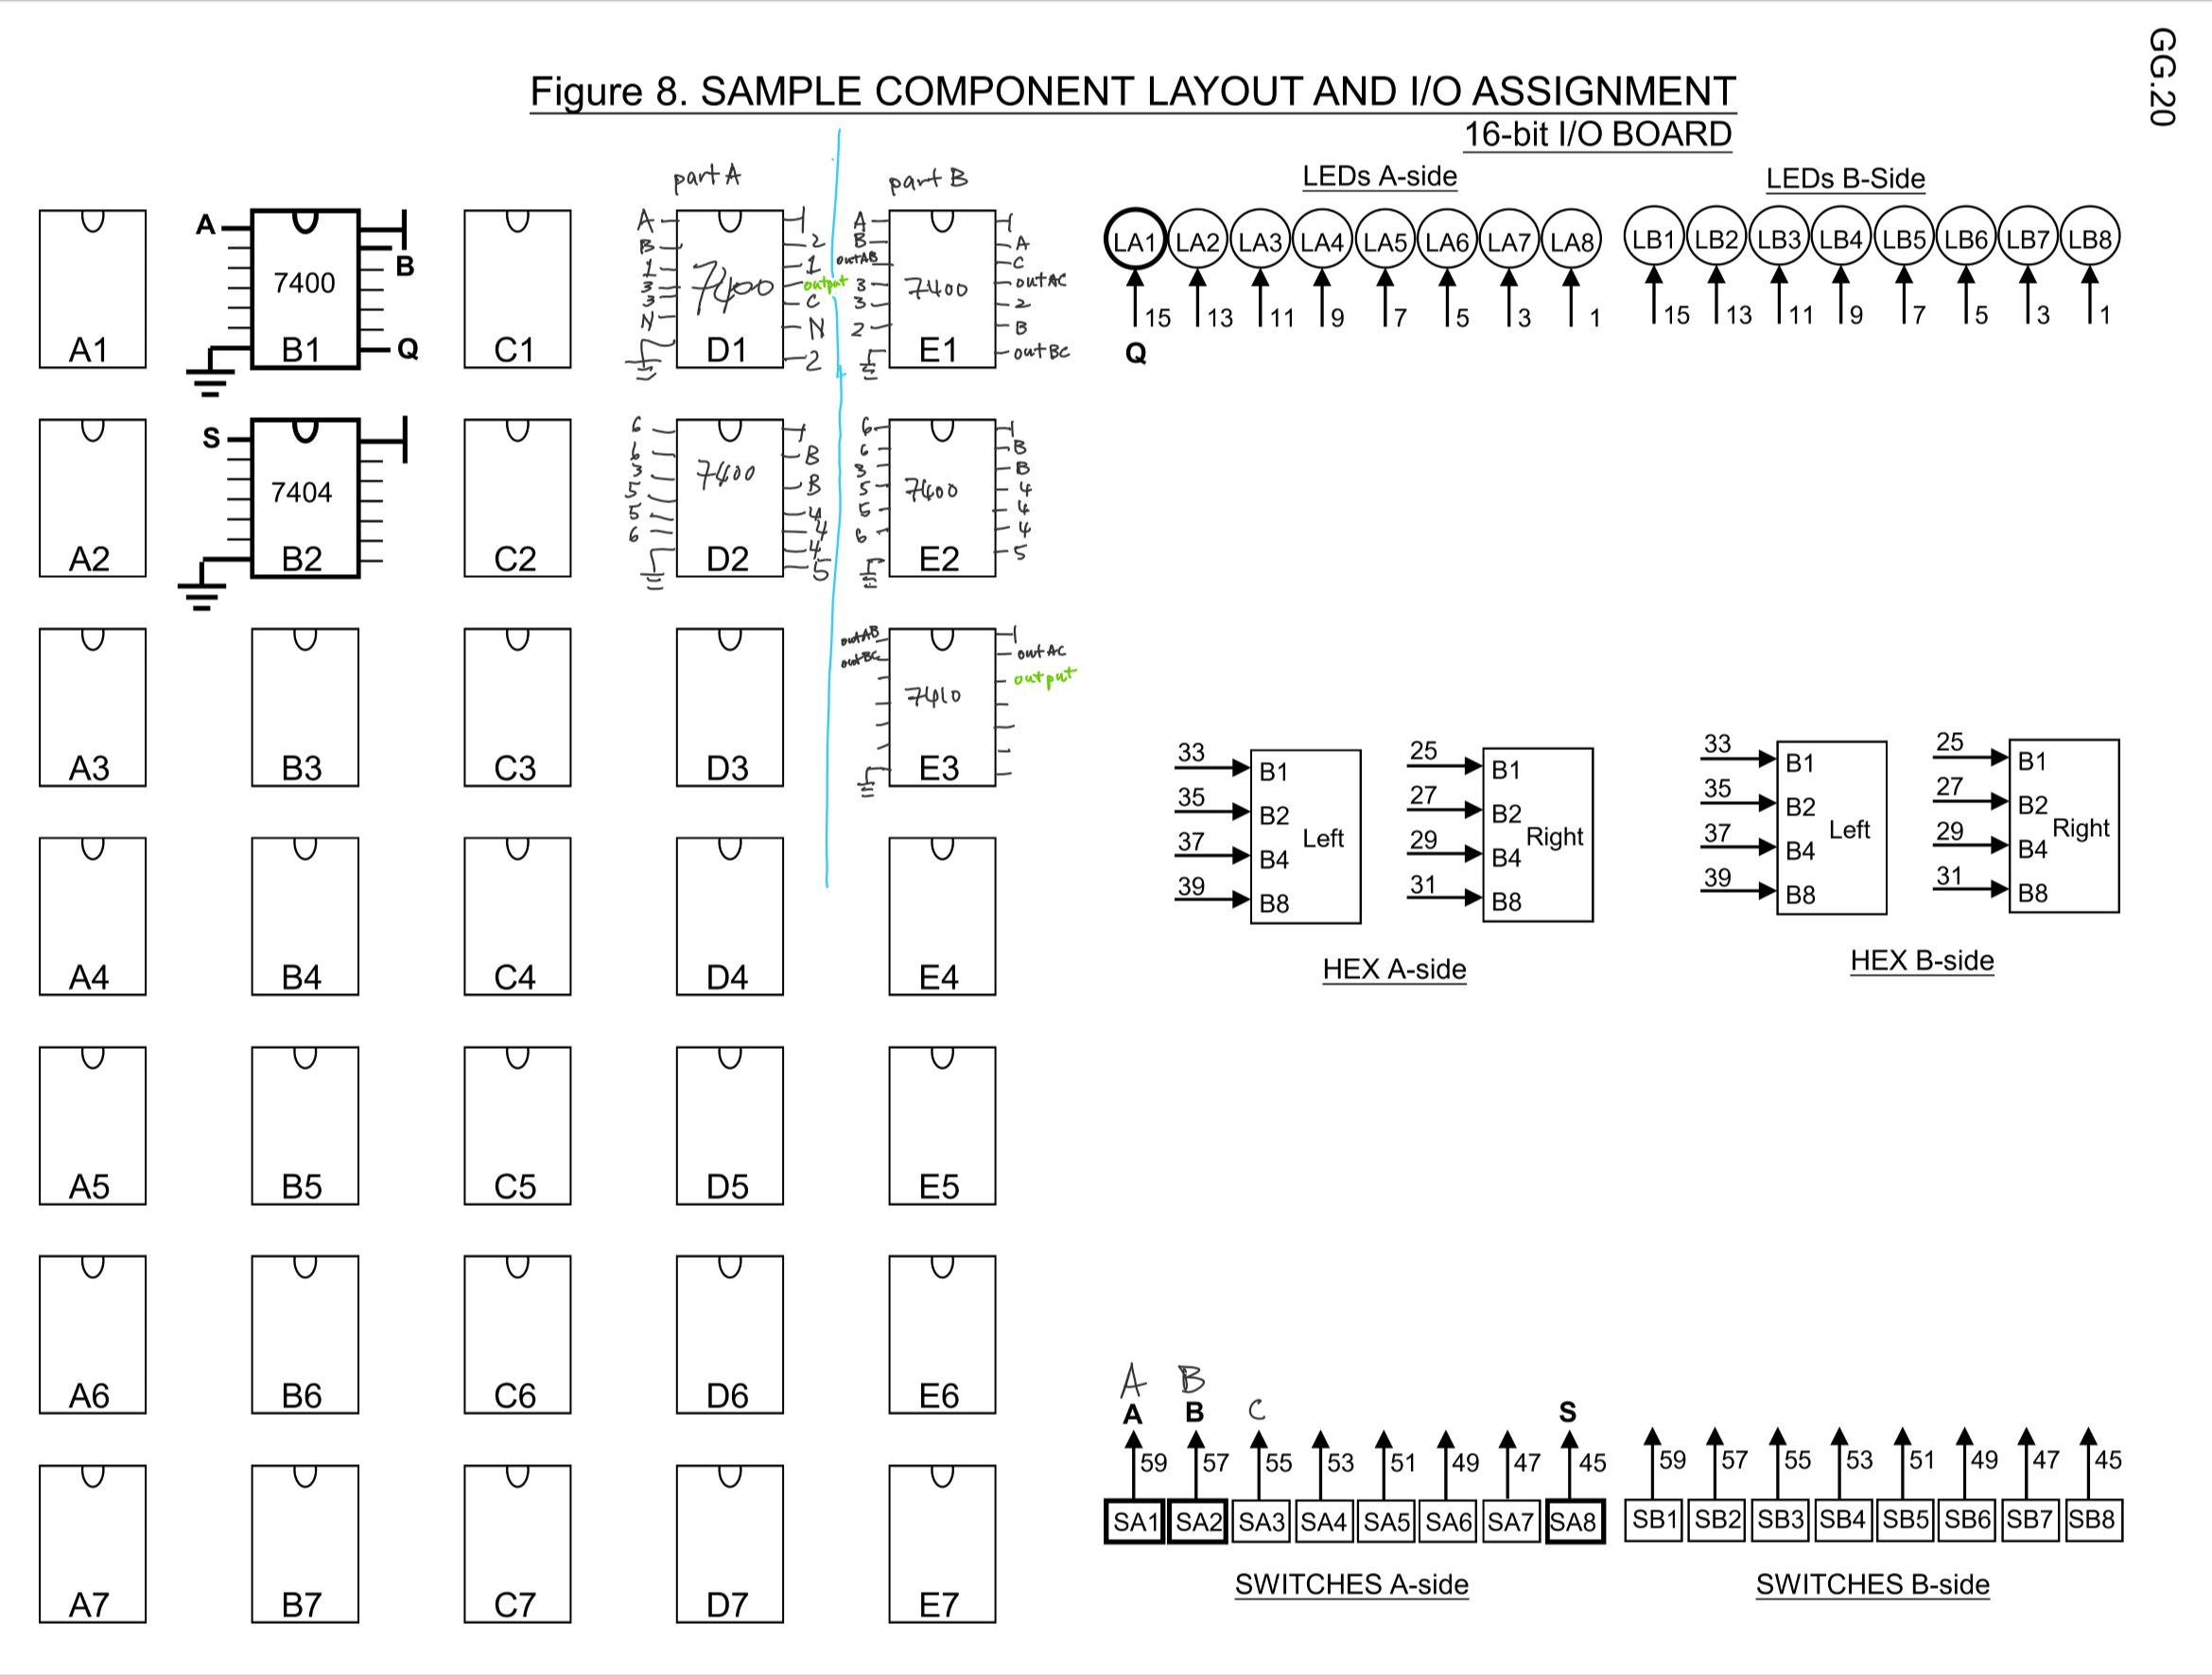 GG.20
Figure 8. SAMPLE COMPONENT LAYOUT AND I/O ASSIGNMENT
16-bit I/O BOARD
part A
part B
LEDs A-side
LEDs B-Side
LA1 LA2 LA3 LA4 LA5 LA6 LA7 LA8
LB1 LB2 LB3 LB4 LB5 LB6 LB7 LB8
15 13 11 9 7 5 3 1
15 13 11 9 7 5 3 1
Q
A1
A
7400
B
Q
B1
C1
A
B
1
3
3
N
7400
2
1
output
C
N
2
D1
A
B
outAB
3
3
2
7400
A
C
outAC
2
B
outBC
E1
A2
S
7404
B2
C2
6
6
3
5
5
6
7400
B
B
4
4
4
5
D2
6
6
3
5
5
6
7400
B
B
4
4
4
5
E2
A3
B3
C3
D3
outAB
outBC
7410
outAC
output
E3
33 B1
35 B2
37 B4
39 B8
Left
25 B1
27 B2
29 B4
31 B8
Right
HEX A-side
33 B1
35 B2
37 B4
39 B8
Left
25 B1
27 B2
29 B4
31 B8
Right
HEX B-side
A4 B4 C4 D4 E4
A5 B5 C5 D5 E5
A6 B6 C6 D6 E6
A7 B7 C7 D7 E7
A B
A B C S
59 57 55 53 51 49 47 45
59 57 55 53 51 49 47 45
SA1 SA2 SA3 SA4 SA5 SA6 SA7 SA8
SB1 SB2 SB3 SB4 SB5 SB6 SB7 SB8
SWITCHES A-side
SWITCHES B-side